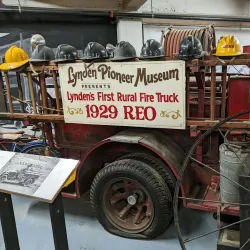 Lynden Pioneer Museum
PRESENTS
Lynden's First Rural Fire Truck
1929 REO